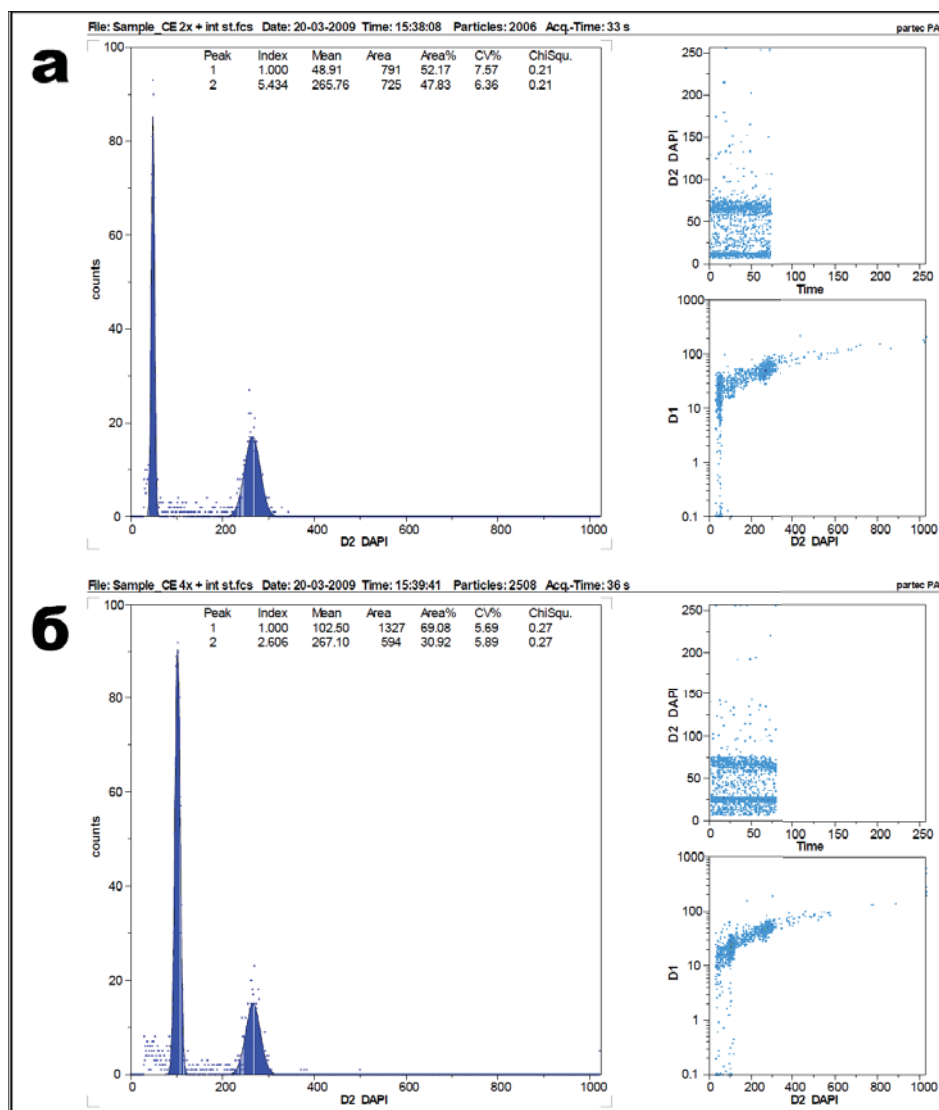 File: Sample_CE 2x + int st.fcs Date: 20-03-2009 Time: 15:38:08 Particles: 2006 Acq.-Time: 33 s partec PA
а
Peak Index Mean Area Area% CV% ChiSqu.
1 1.000 48.91 791 52.17 7.57 0.21
2 5.434 265.76 725 47.83 6.36 0.21
100
80
60
40
20
0
counts
0 200 400 600 800 1000
D2 DAPI
250
200
150
100
50
0
D2 DAPI
0 50 100 150 200 250
Time
1000
100
10
1
0.1
D1
0 200 400 600 800 1000
D2 DAPI
File: Sample_CE 4x + int st.fcs Date: 20-03-2009 Time: 15:39:41 Particles: 2508 Acq.-Time: 36 s partec PA
б
Peak Index Mean Area Area% CV% ChiSqu.
1 1.000 102.50 1327 69.08 5.69 0.27
2 2.606 267.10 594 30.92 5.89 0.27
100
80
60
40
20
0
counts
0 200 400 600 800 1000
D2 DAPI
250
200
150
100
50
0
D2 DAPI
0 50 100 150 200 250
Time
1000
100
10
1
0.1
D1
0 200 400 600 800 1000
D2 DAPI